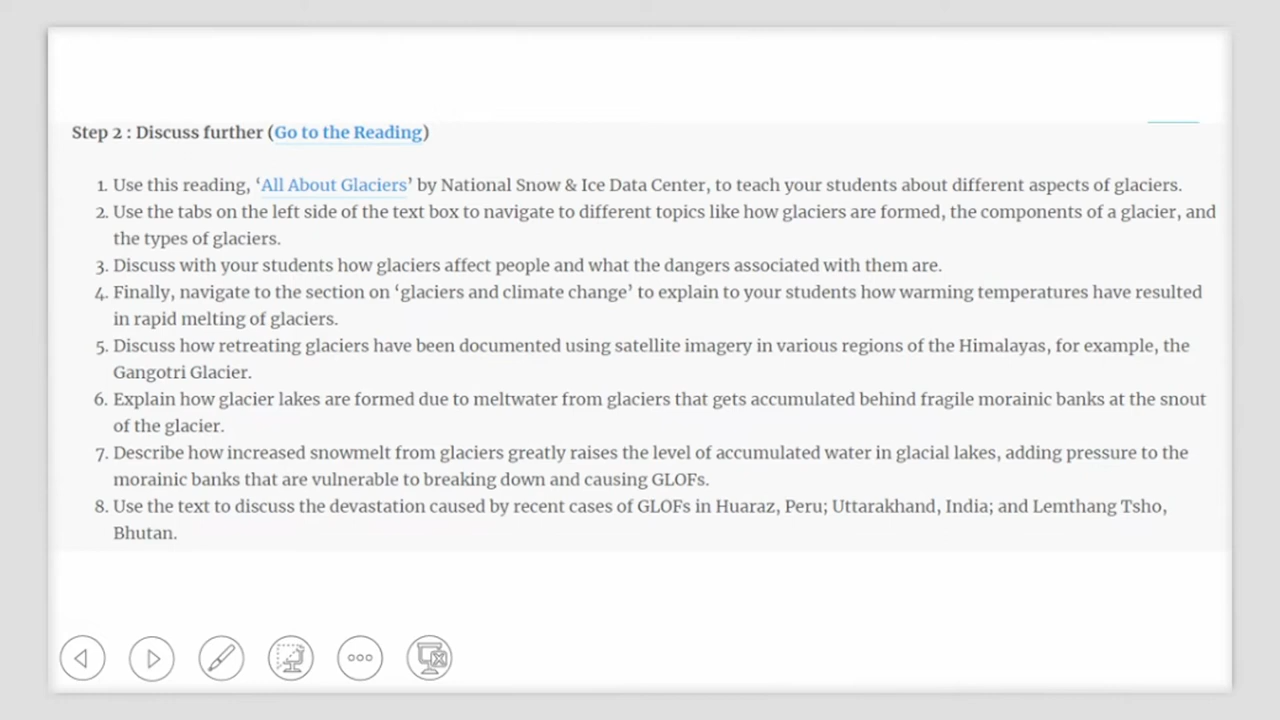 Step 2 : Discuss further (Go to the Reading)
1. Use this reading, ‘All About Glaciers’ by National Snow & Ice Data Center, to teach your students about different aspects of glaciers.
2. Use the tabs on the left side of the text box to navigate to different topics like how glaciers are formed, the components of a glacier, and
the types of glaciers.
3. Discuss with your students how glaciers affect people and what the dangers associated with them are.
4. Finally, navigate to the section on ‘glaciers and climate change’ to explain to your students how warming temperatures have resulted
in rapid melting of glaciers.
5. Discuss how retreating glaciers have been documented using satellite imagery in various regions of the Himalayas, for example, the
Gangotri Glacier.
6. Explain how glacier lakes are formed due to meltwater from glaciers that gets accumulated behind fragile morainic banks at the snout
of the glacier.
7. Describe how increased snowmelt from glaciers greatly raises the level of accumulated water in glacial lakes, adding pressure to the
morainic banks that are vulnerable to breaking down and causing GLOFs.
8. Use the text to discuss the devastation caused by recent cases of GLOFs in Huaraz, Peru; Uttarakhand, India; and Lemthang Tsho,
Bhutan.